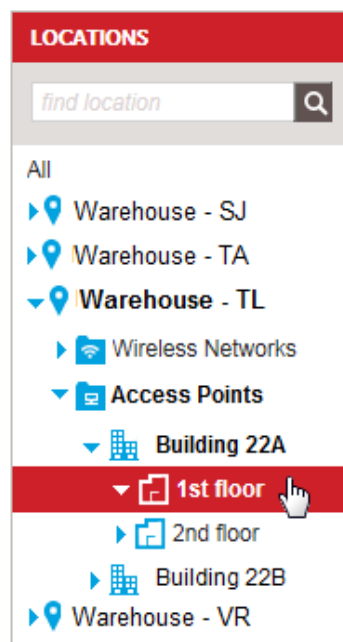 LOCATIONS
find location
All
Warehouse - SJ
Warehouse - TA
Warehouse - TL
Wireless Networks
Access Points
Building 22A
1st floor
2nd floor
Building 22B
Warehouse - VR